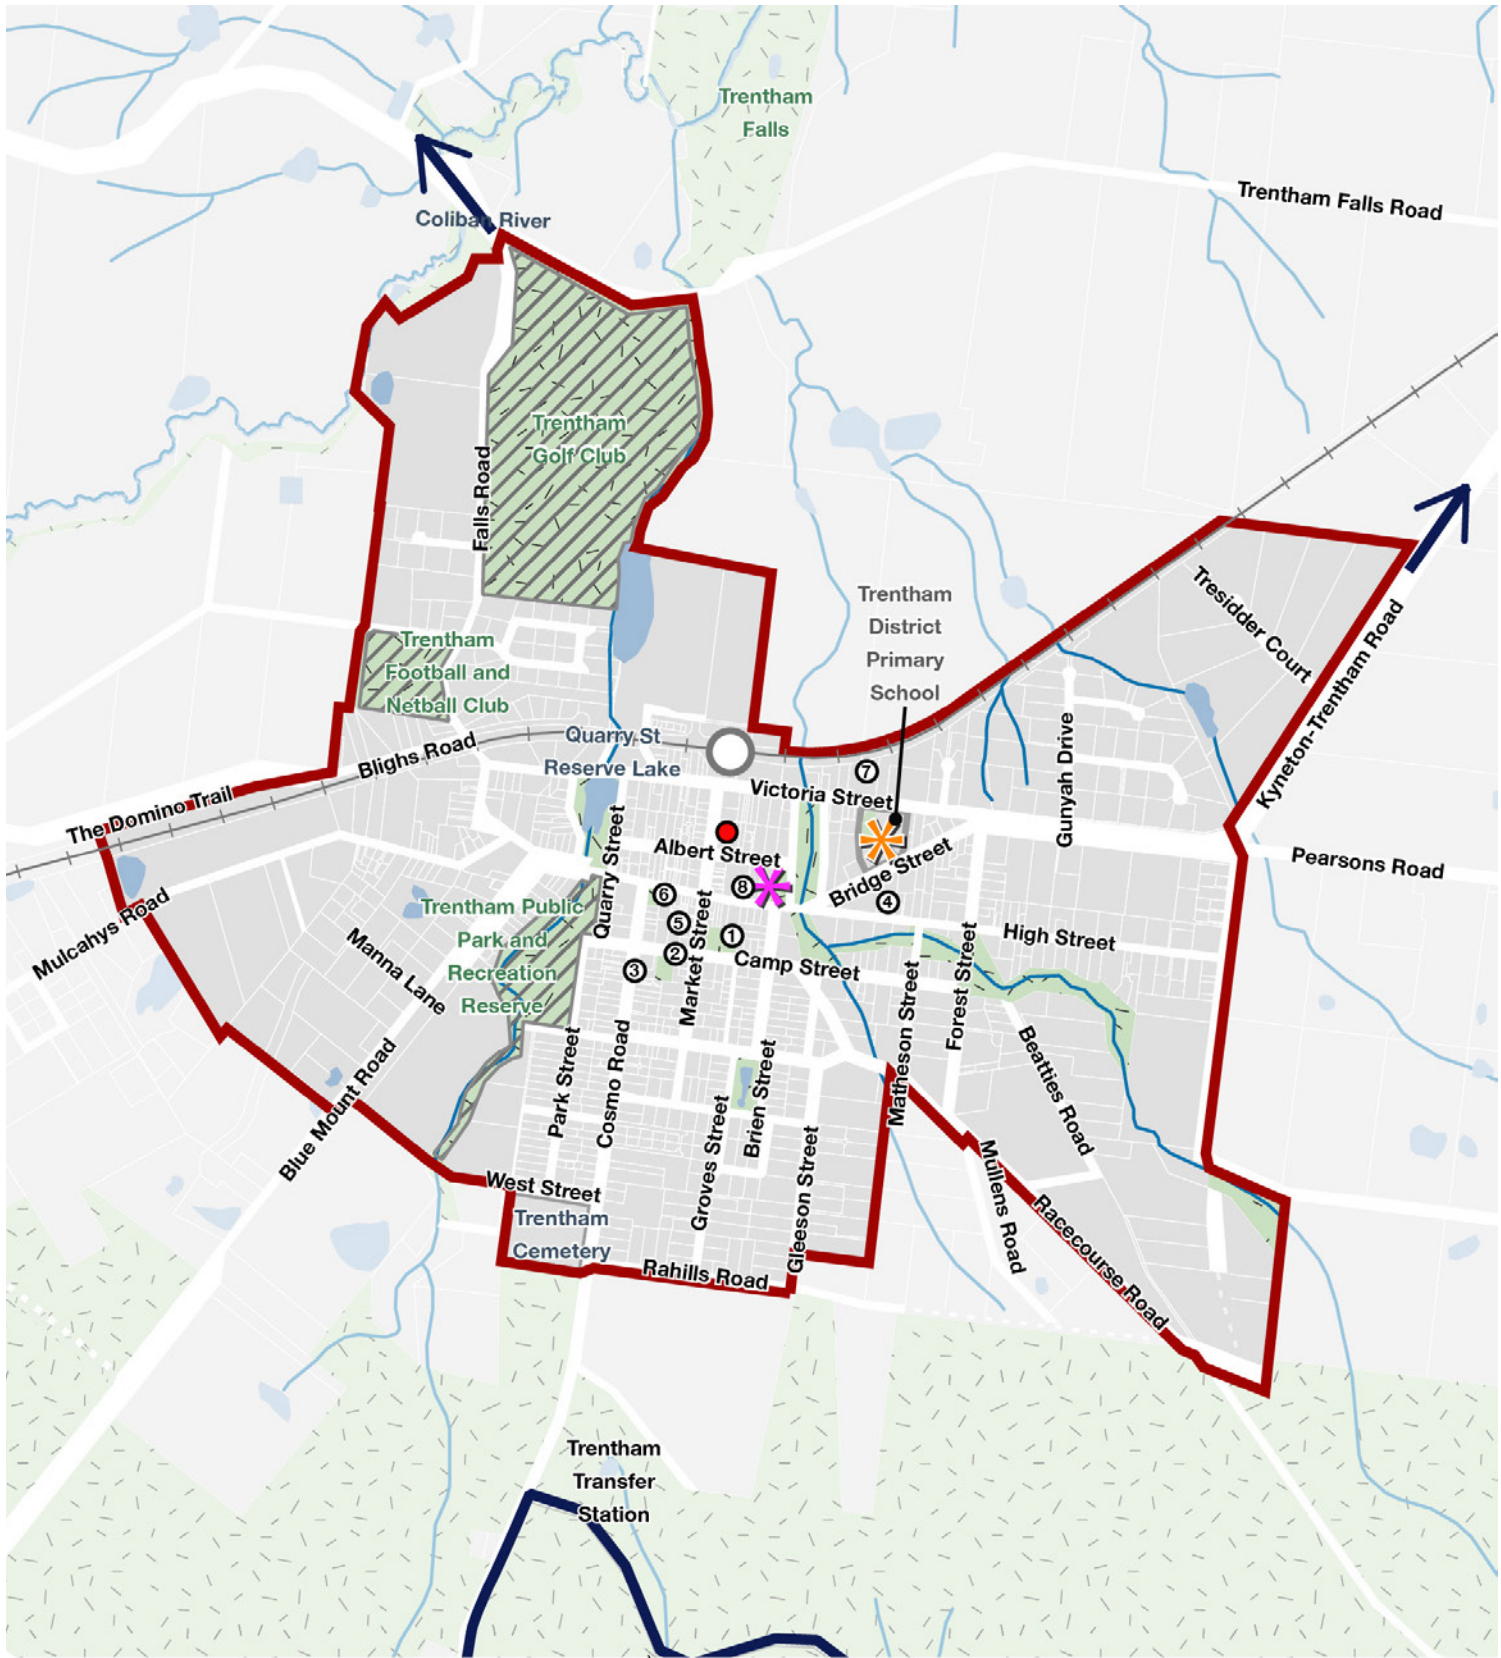 Trentham
Falls
Trentham Falls Road
Coliban River
Trentham
Golf Club
Falls Road
Tresidder Court
Kyneton-Trentham Road
Trentham
District
Primary
School
Trentham
Football and
Netball Club
Quarry St
Reserve Lake
Blighs Road
Gunyah Drive
The Domino Trail
7
Victoria Street
Albert Street
Quarry Street
Bridge Street
Pearsons Road
Mulcahys Road
8
6
4
5
1
2
3
Market Street
High Street
Camp Street
Trentham Public
Park and
Recreation
Reserve
Manna Lane
Matheson Street
Forest Street
Blue Mount Road
Park Street
Cosmo Road
Brien Street
Groves Street
Gleeson Street
Beatties Road
Mullens Road
Racecourse Road
West Street
Trentham
Cemetery
Rahills Road
Trentham
Transfer
Station